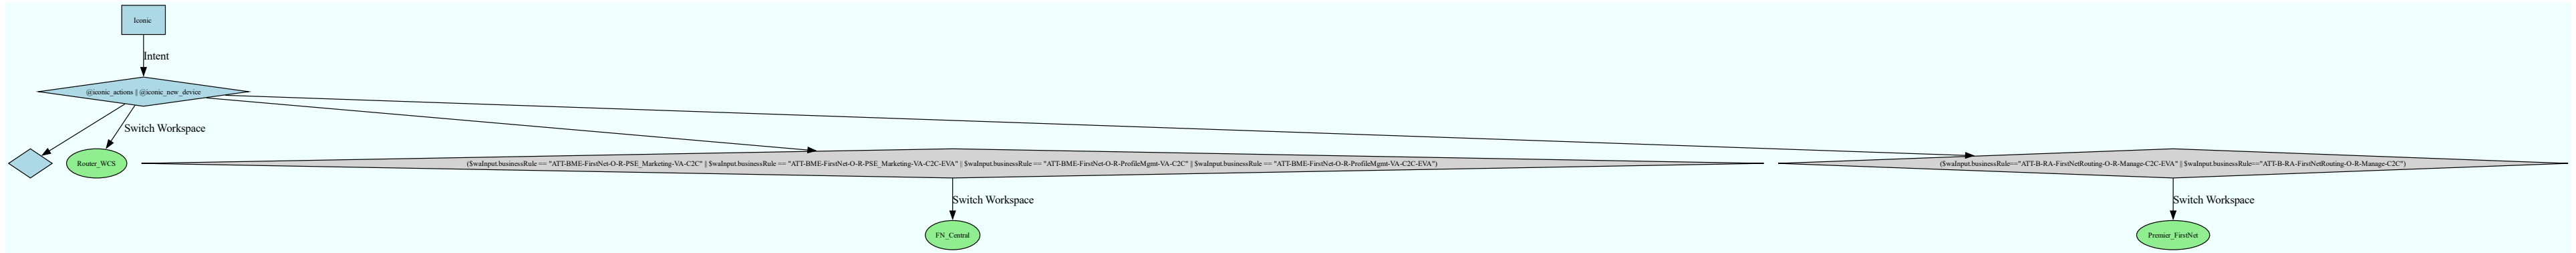 Iconic
Intent
@iconic_actions || @iconic_new_device
Switch Workspace
Router_WCS
($waInput.businessRule == "ATT-BME-FirstNet-O-R-PSE_Marketing-VA-C2C" || $waInput.businessRule == "ATT-BME-FirstNet-O-R-PSE_Marketing-VA-C2C-EVA" || $waInput.businessRule == "ATT-BME-FirstNet-O-R-ProfileMgmt-VA-C2C" || $waInput.businessRule == "ATT-BME-FirstNet-O-R-ProfileMgmt-VA-C2C-EVA")
($waInput.businessRule=="ATT-B-RA-FirstNetRouting-O-R-Manage-C2C-EVA" || $waInput.businessRule=="ATT-B-RA-FirstNetRouting-O-R-Manage-C2C")
Switch Workspace
Switch Workspace
FN_Central
Premier_FirstNet